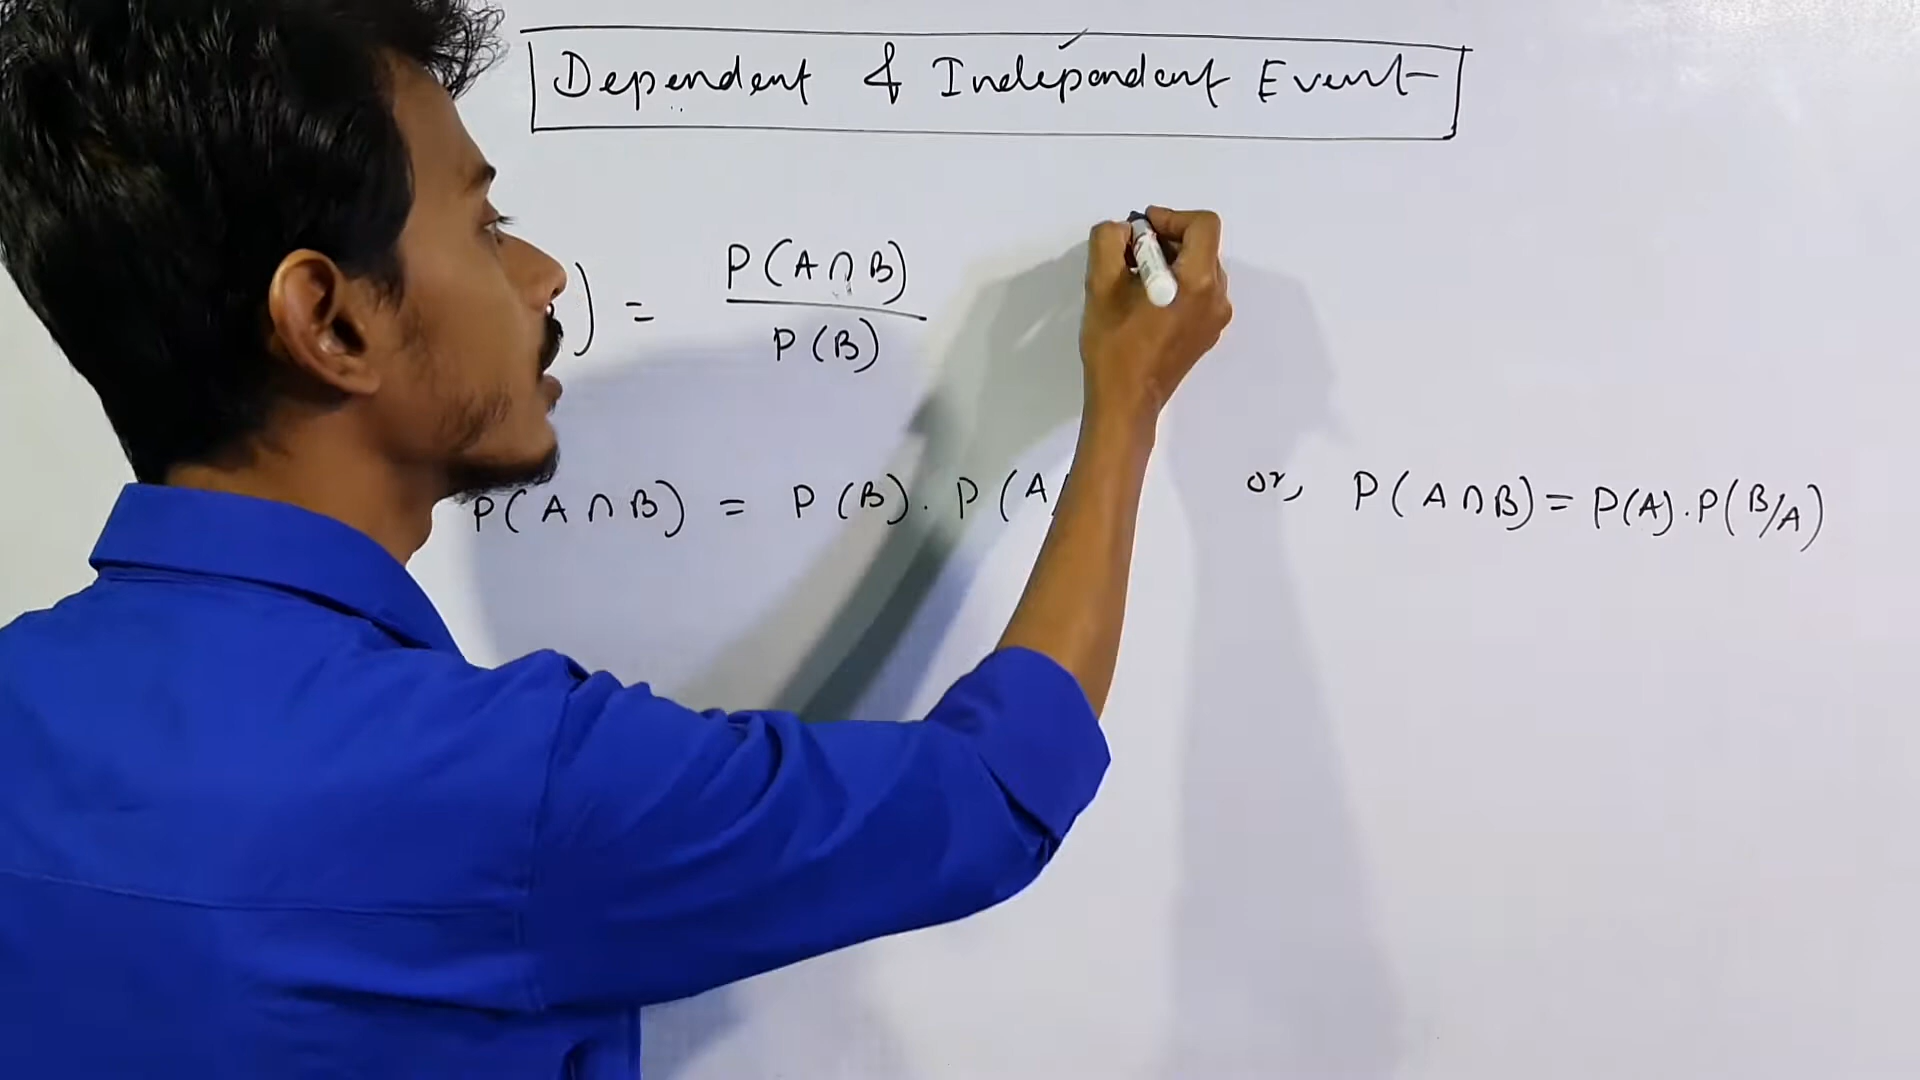 Dependent & Independent Event
) = P(A∩B)
P(B)
P(A∩B) = P(B). P(A
or, P(A∩B) = P(A). P(B/A)